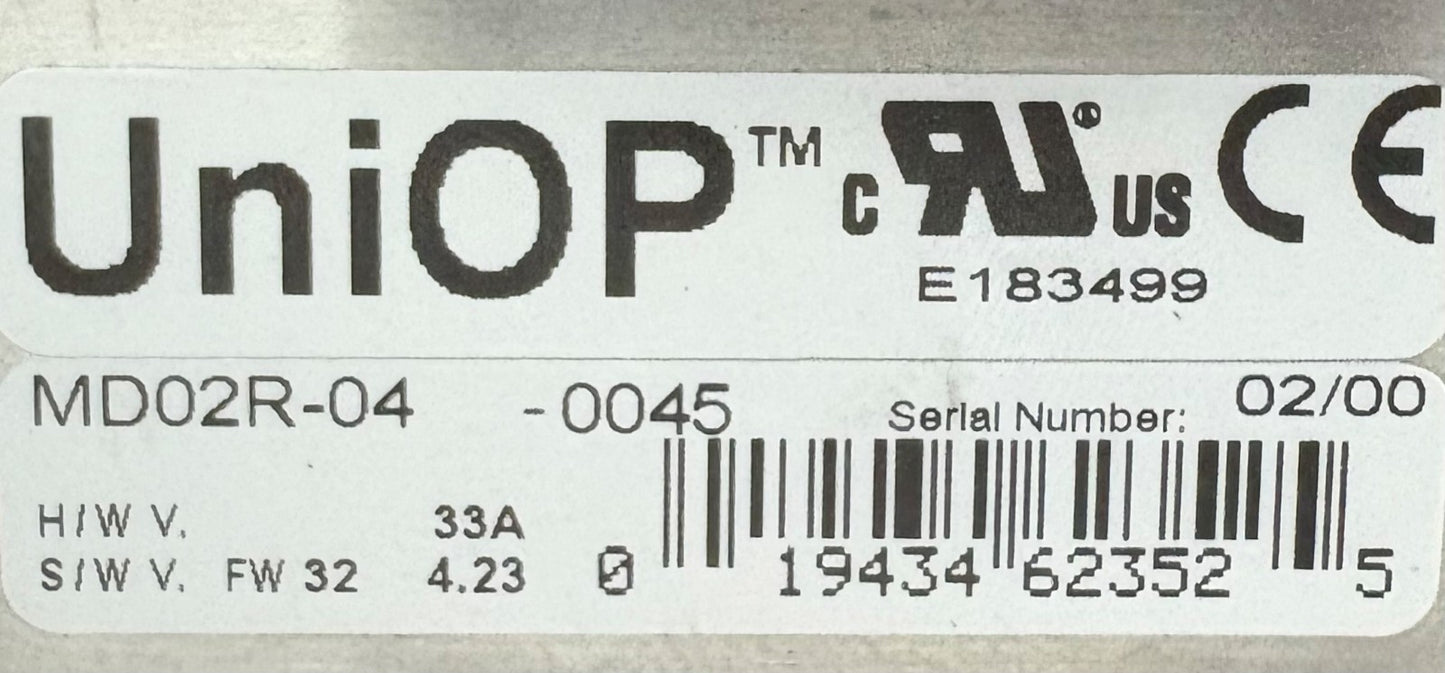 UniOP™ c RU® US CE
E183499
MD02R-04 -0045 Serial Number: 02/00
H/W V. 33A
S/W V. FW 32 4.23
0 19434 62352 5